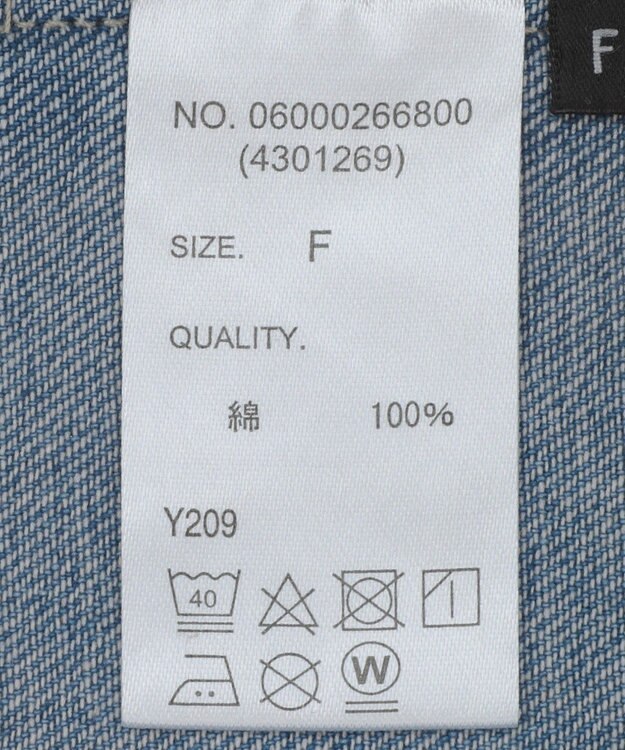 F
NO. 06000266800
(4301269)
SIZE. F
QUALITY.
綿 100%
Y209
40
W